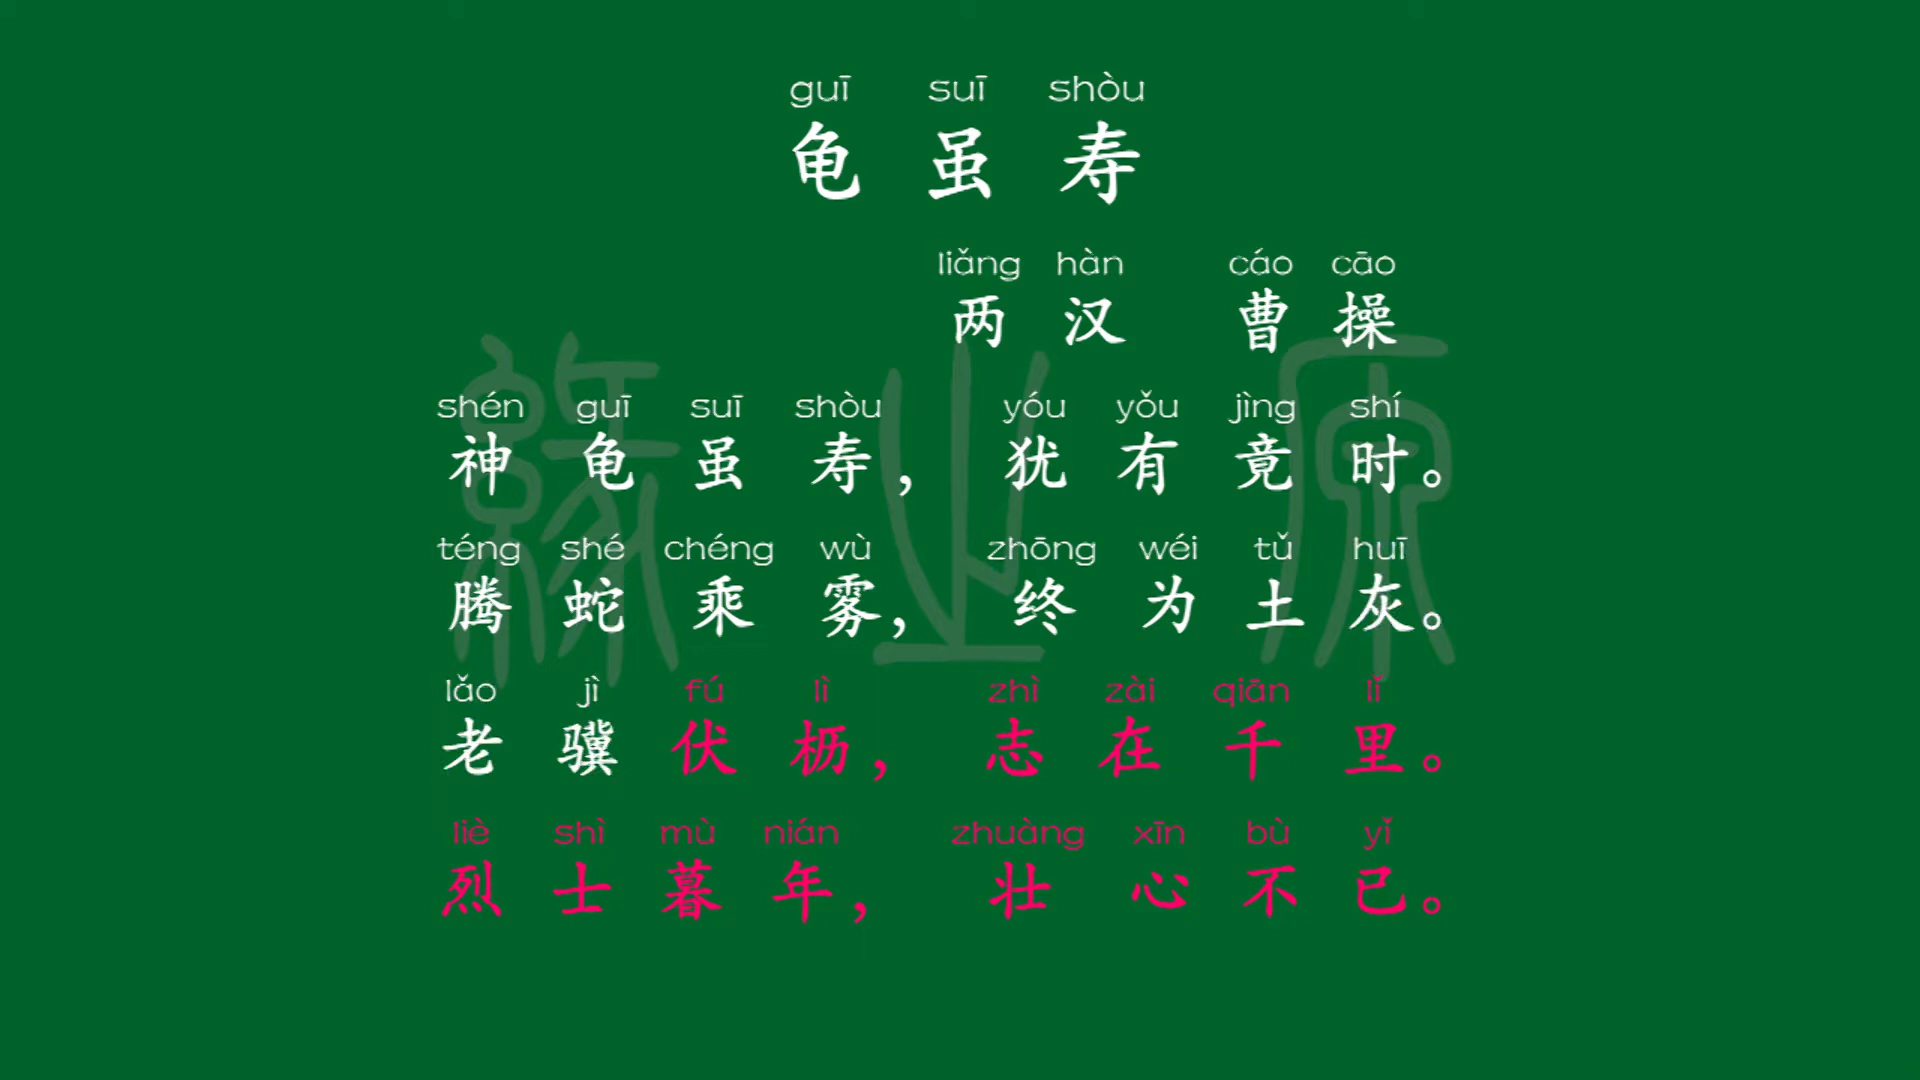 guī suī shòu
龟虽寿
liǎng hàn cáo cāo
两汉 曹操
shén guī suī shòu yóu yǒu jìng shí
神龟虽寿，犹有竟时。
téng shé chéng wù zhōng wéi tǔ huī
腾蛇乘雾，终为土灰。
lǎo jì fú lì zhì zài qiān lǐ
老骥伏枥，志在千里。
liè shì mù nián zhuàng xīn bù yǐ
烈士暮年，壮心不已。